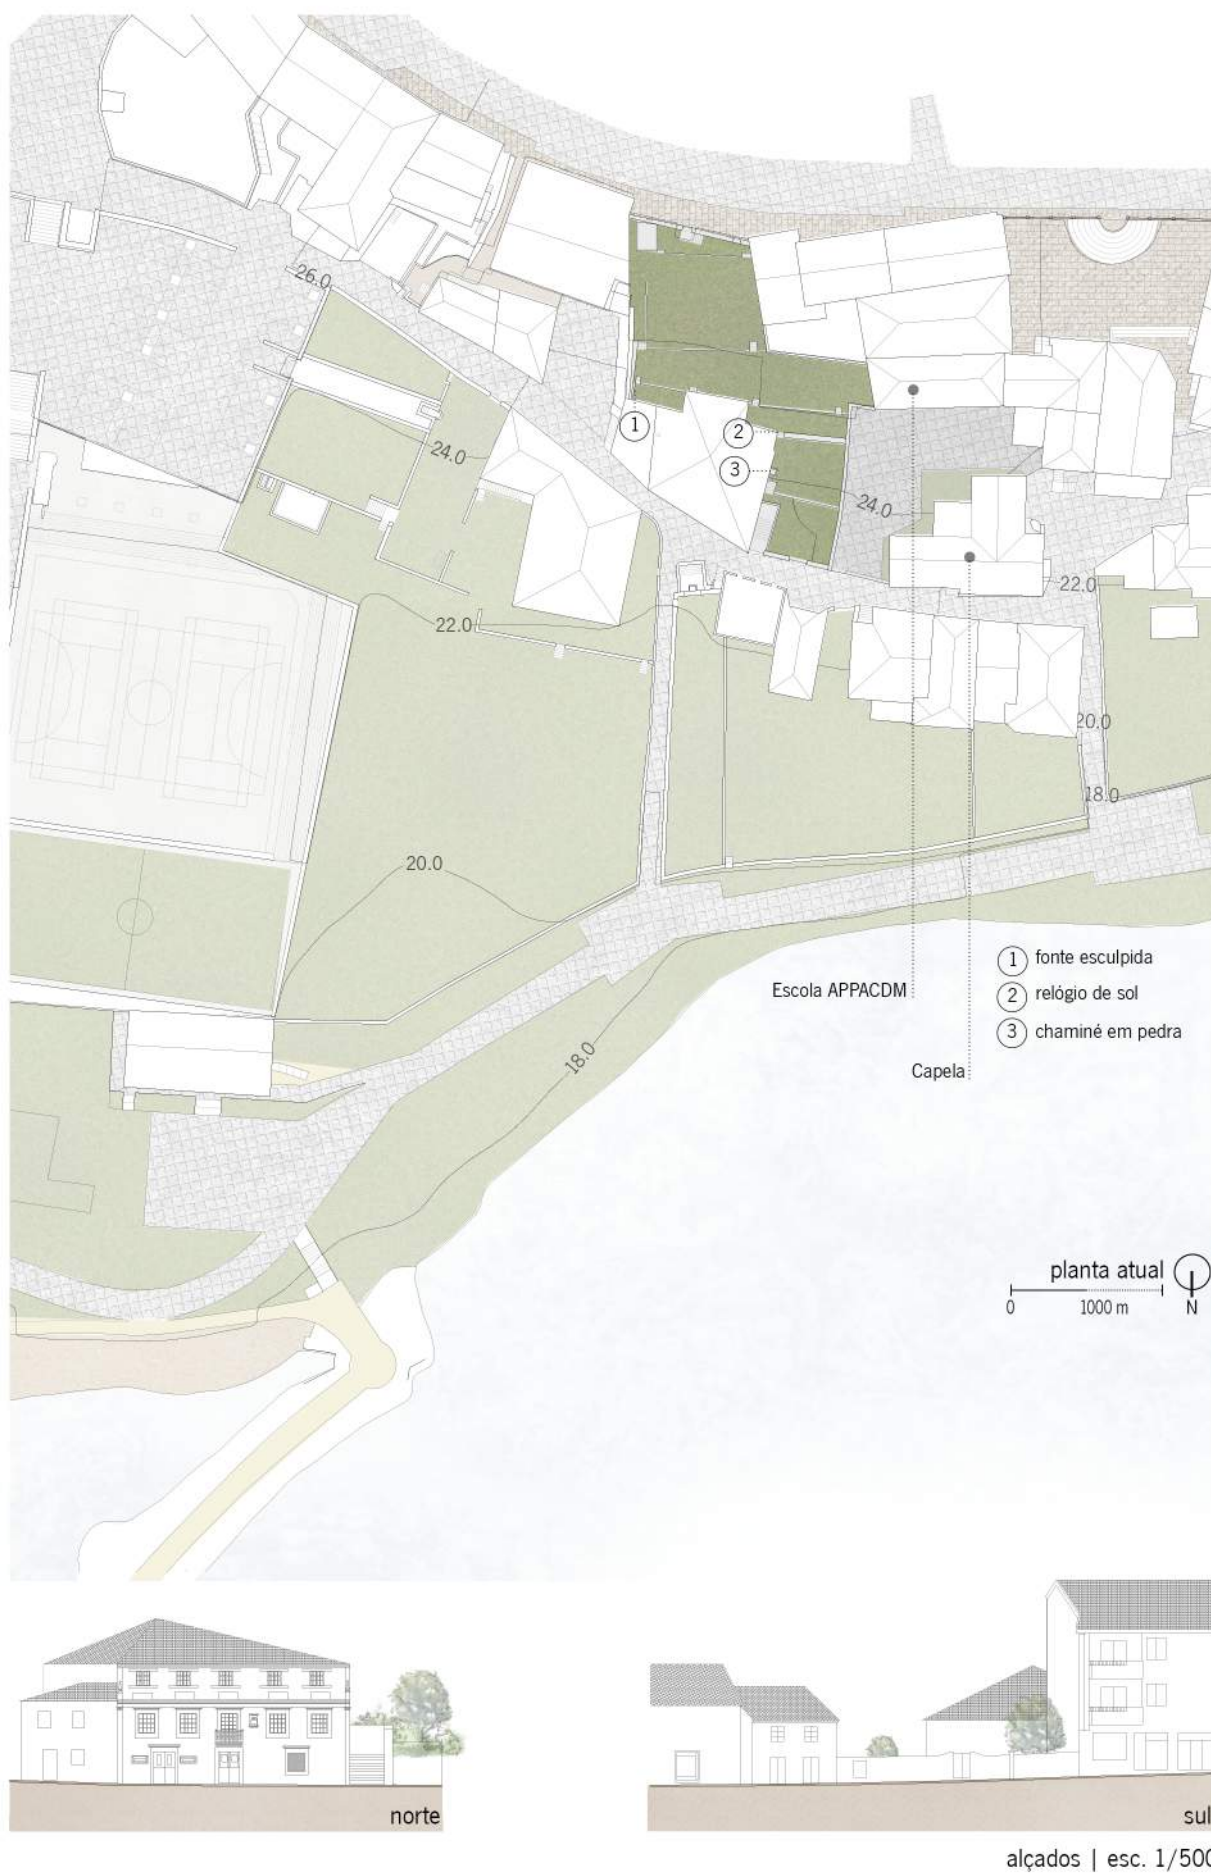 26.0
1
2
24.0
3
24.0
22.0
22.0
20.0
18.0
20.0
1 fonte esculpida
Escola APPACDM
2 relógio de sol
3 chaminé em pedra
18.0
Capela
planta atual
0 1000 m N
norte
sul
alçados | esc. 1/500